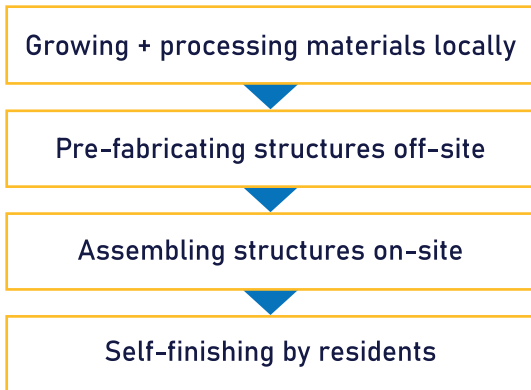 Growing + processing materials locally
Pre-fabricating structures off-site
Assembling structures on-site
Self-finishing by residents